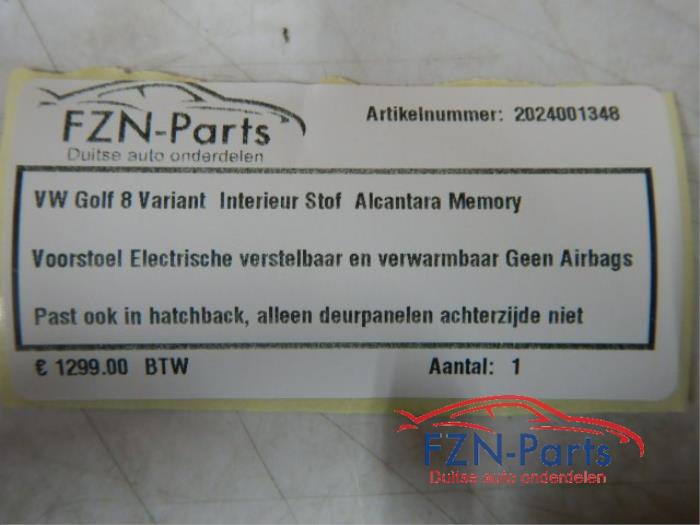 FZN-Parts
Duitse auto onderdelen
Artikelnummer: 2024001348
VW Golf 8 Variant Interieur Stof Alcantara Memory
Voorstoel Electrische verstelbaar en verwarmbaar Geen Airbags
Past ook in hatchback, alleen deurpanelen achterzijde niet
€ 1299.00 BTW
Aantal: 1
FZN-Parts
Duitse auto onderdelen